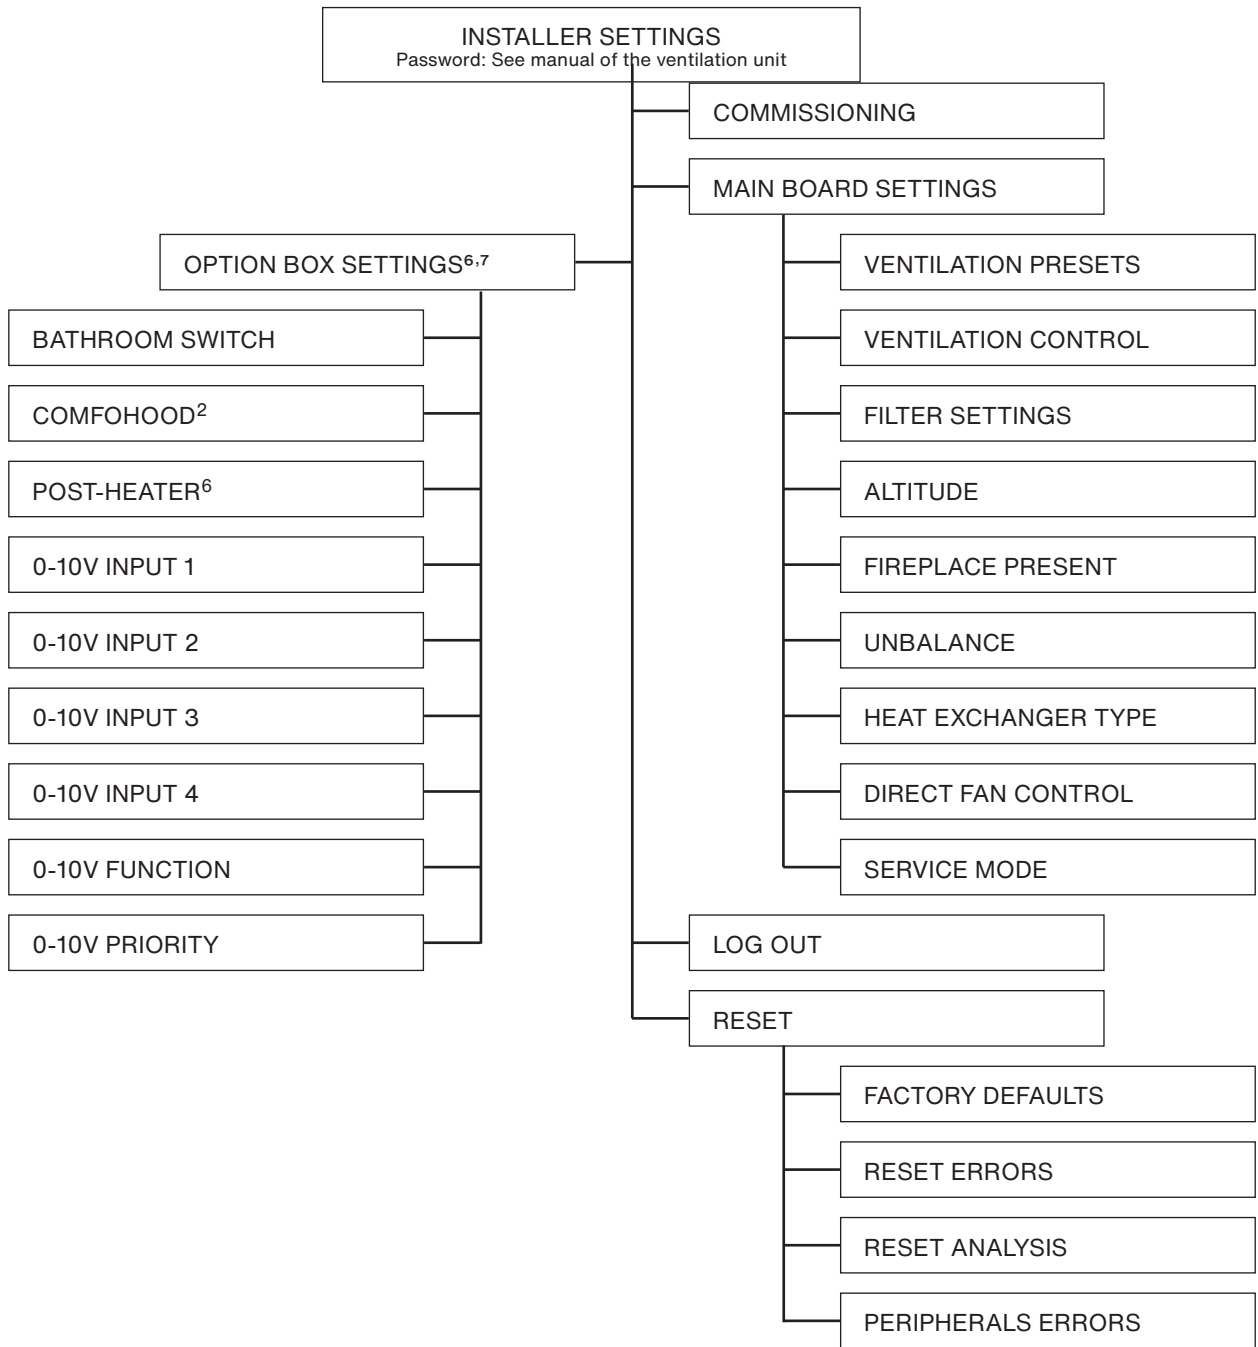 INSTALLER SETTINGS
Password: See manual of the ventilation unit
COMMISSIONING
MAIN BOARD SETTINGS
OPTION BOX SETTINGS⁶,⁷
VENTILATION PRESETS
BATHROOM SWITCH
VENTILATION CONTROL
COMFOHOOD²
FILTER SETTINGS
POST-HEATER⁶
ALTITUDE
0-10V INPUT 1
FIREPLACE PRESENT
0-10V INPUT 2
UNBALANCE
0-10V INPUT 3
HEAT EXCHANGER TYPE
0-10V INPUT 4
DIRECT FAN CONTROL
0-10V FUNCTION
SERVICE MODE
0-10V PRIORITY
LOG OUT
RESET
FACTORY DEFAULTS
RESET ERRORS
RESET ANALYSIS
PERIPHERALS ERRORS